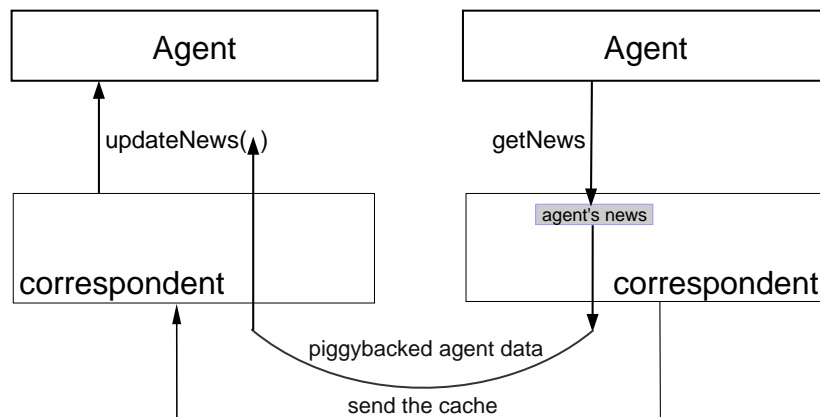 Agent
Agent
updateNews( )
getNews
agent's news
correspondent
correspondent
piggybacked agent data
send the cache